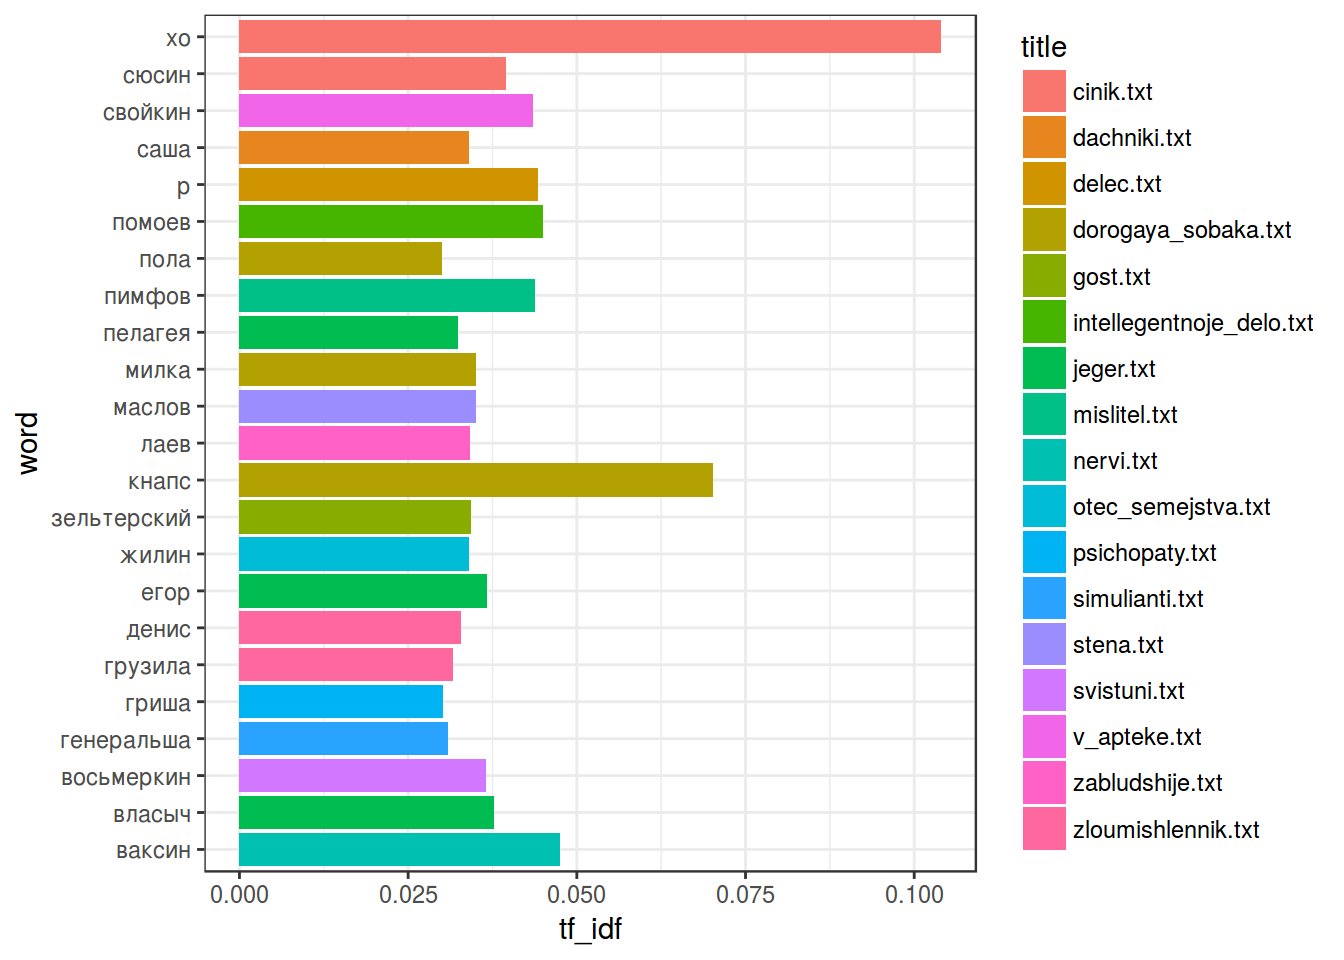 хо
сюсин
свойкин
саша
р
помоев
пола
пимфов
пелагея
милка
маслов
лаев
кнапс
зельтерский
жилин
егор
денис
грузила
гриша
генеральша
восьмеркин
власыч
ваксин
word
0.000 0.025 0.050 0.075 0.100
tf_idf
title
cinik.txt
dachniki.txt
delec.txt
dorogaya_sobaka.txt
gost.txt
intellegentnoje_delo.txt
jeger.txt
mislitel.txt
nervi.txt
otec_semejstva.txt
psichopaty.txt
simulianti.txt
stena.txt
svistuni.txt
v_apteke.txt
zabludshije.txt
zloumishlennik.txt